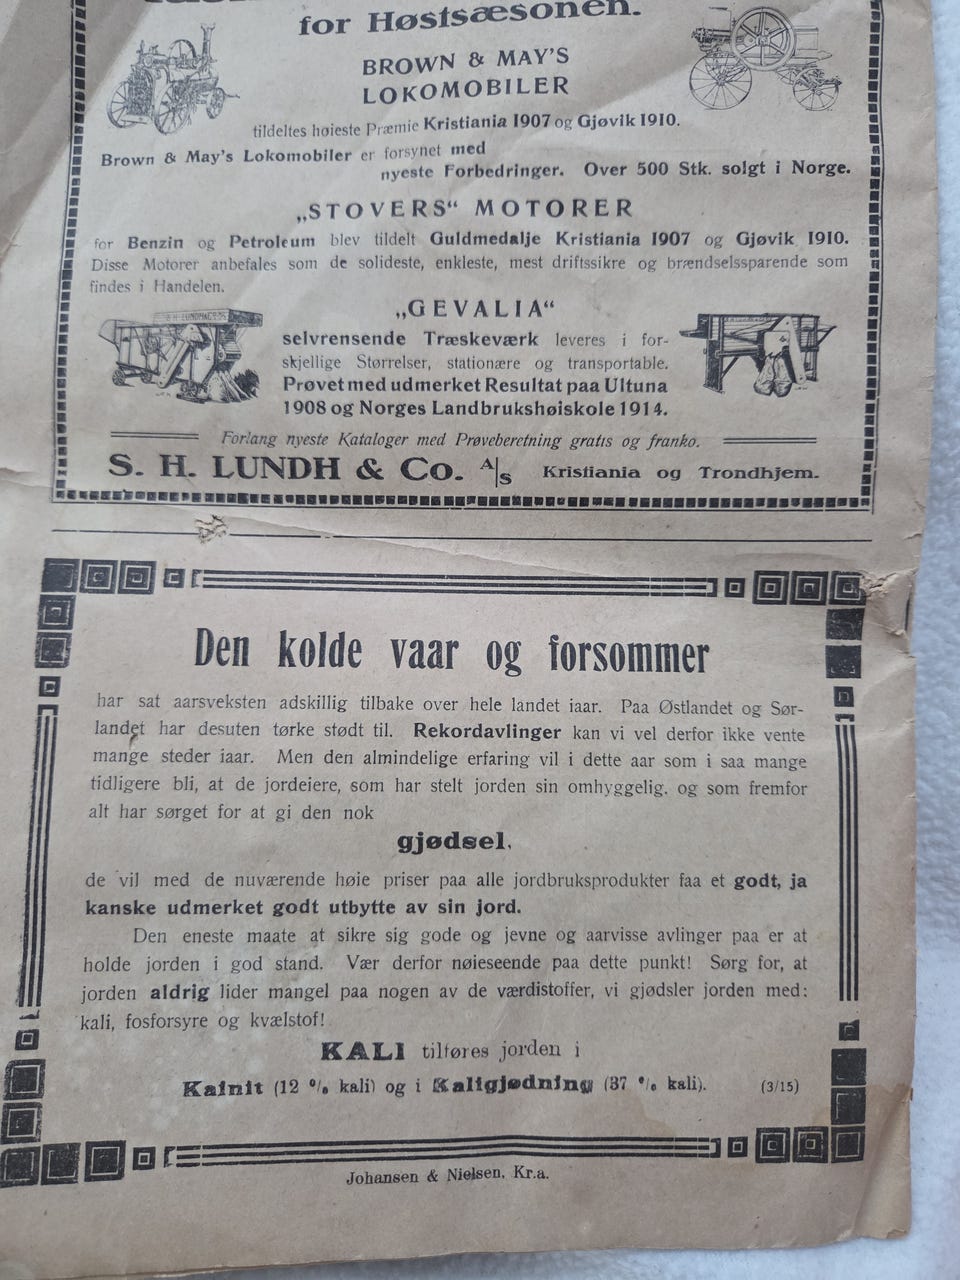 for Høstsæsonen.
BROWN & MAY'S
LOKOMOBILER
tildeltes høieste Præmie Kristiania 1907 og Gjøvik 1910.
Brown & May's Lokomobiler er forsynet med
nyeste Forbedringer. Over 500 Stk. solgt i Norge.
„STOVERS“ MOTORER
for Benzin og Petroleum blev tildelt Guldmedalje Kristiania 1907 og Gjøvik 1910.
Disse Motorer anbefales som de solideste, enkleste, mest driftssikre og brændselssparende som
findes i Handelen.
„GEVALIA“
selvrensende Træskeværk leveres i for-
skjellige Størrelser, stationære og transportable.
Prøvet med udmerket Resultat paa Ultuna
1908 og Norges Landbrukshøiskole 1914.
Forlang nyeste Kataloger med Prøveberetning gratis og franko.
S. H. LUNDH & Co. A/S Kristiania og Trondhjem.
Den kolde vaar og forsommer
har sat aarsveksten adskillig tilbake over hele landet iaar. Paa Østlandet og Sør-
landet har desuten tørke stødt til. Rekordavlinger kan vi vel derfor ikke vente
mange steder iaar. Men den almindelige erfaring vil i dette aar som i saa mange
tidligere bli, at de jordeiere, som har stelt jorden sin omhyggelig. og som fremfor
alt har sørget for at gi den nok
gjødsel,
de vil med de nuværende høie priser paa alle jordbruksprodukter faa et godt, ja
kanske udmerket godt utbytte av sin jord.
Den eneste maate at sikre sig gode og jevne og aarvisse avlinger paa er at
holde jorden i god stand. Vær derfor nøieseende paa dette punkt! Sørg for, at
jorden aldrig lider mangel paa nogen av de værdistoffer, vi gjødsler jorden med:
kali, fosforsyre og kvælstof!
KALI tilføres jorden i
Kainit (12 % kali) og i Kaligjødning (37 % kali). (3/15)
Johansen & Nielsen, Kr.a.